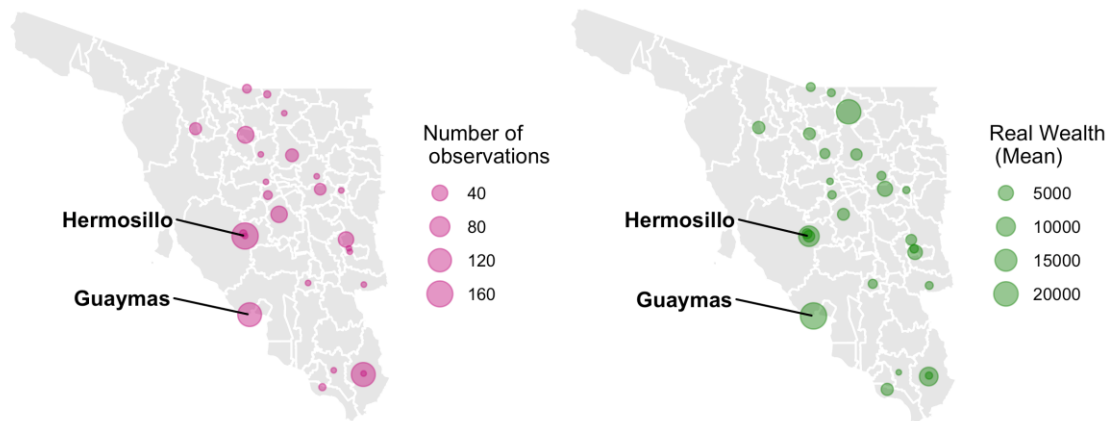 Number of
observations
40
80
120
160
Hermosillo
Guaymas
Real Wealth
(Mean)
5000
10000
15000
20000
Hermosillo
Guaymas